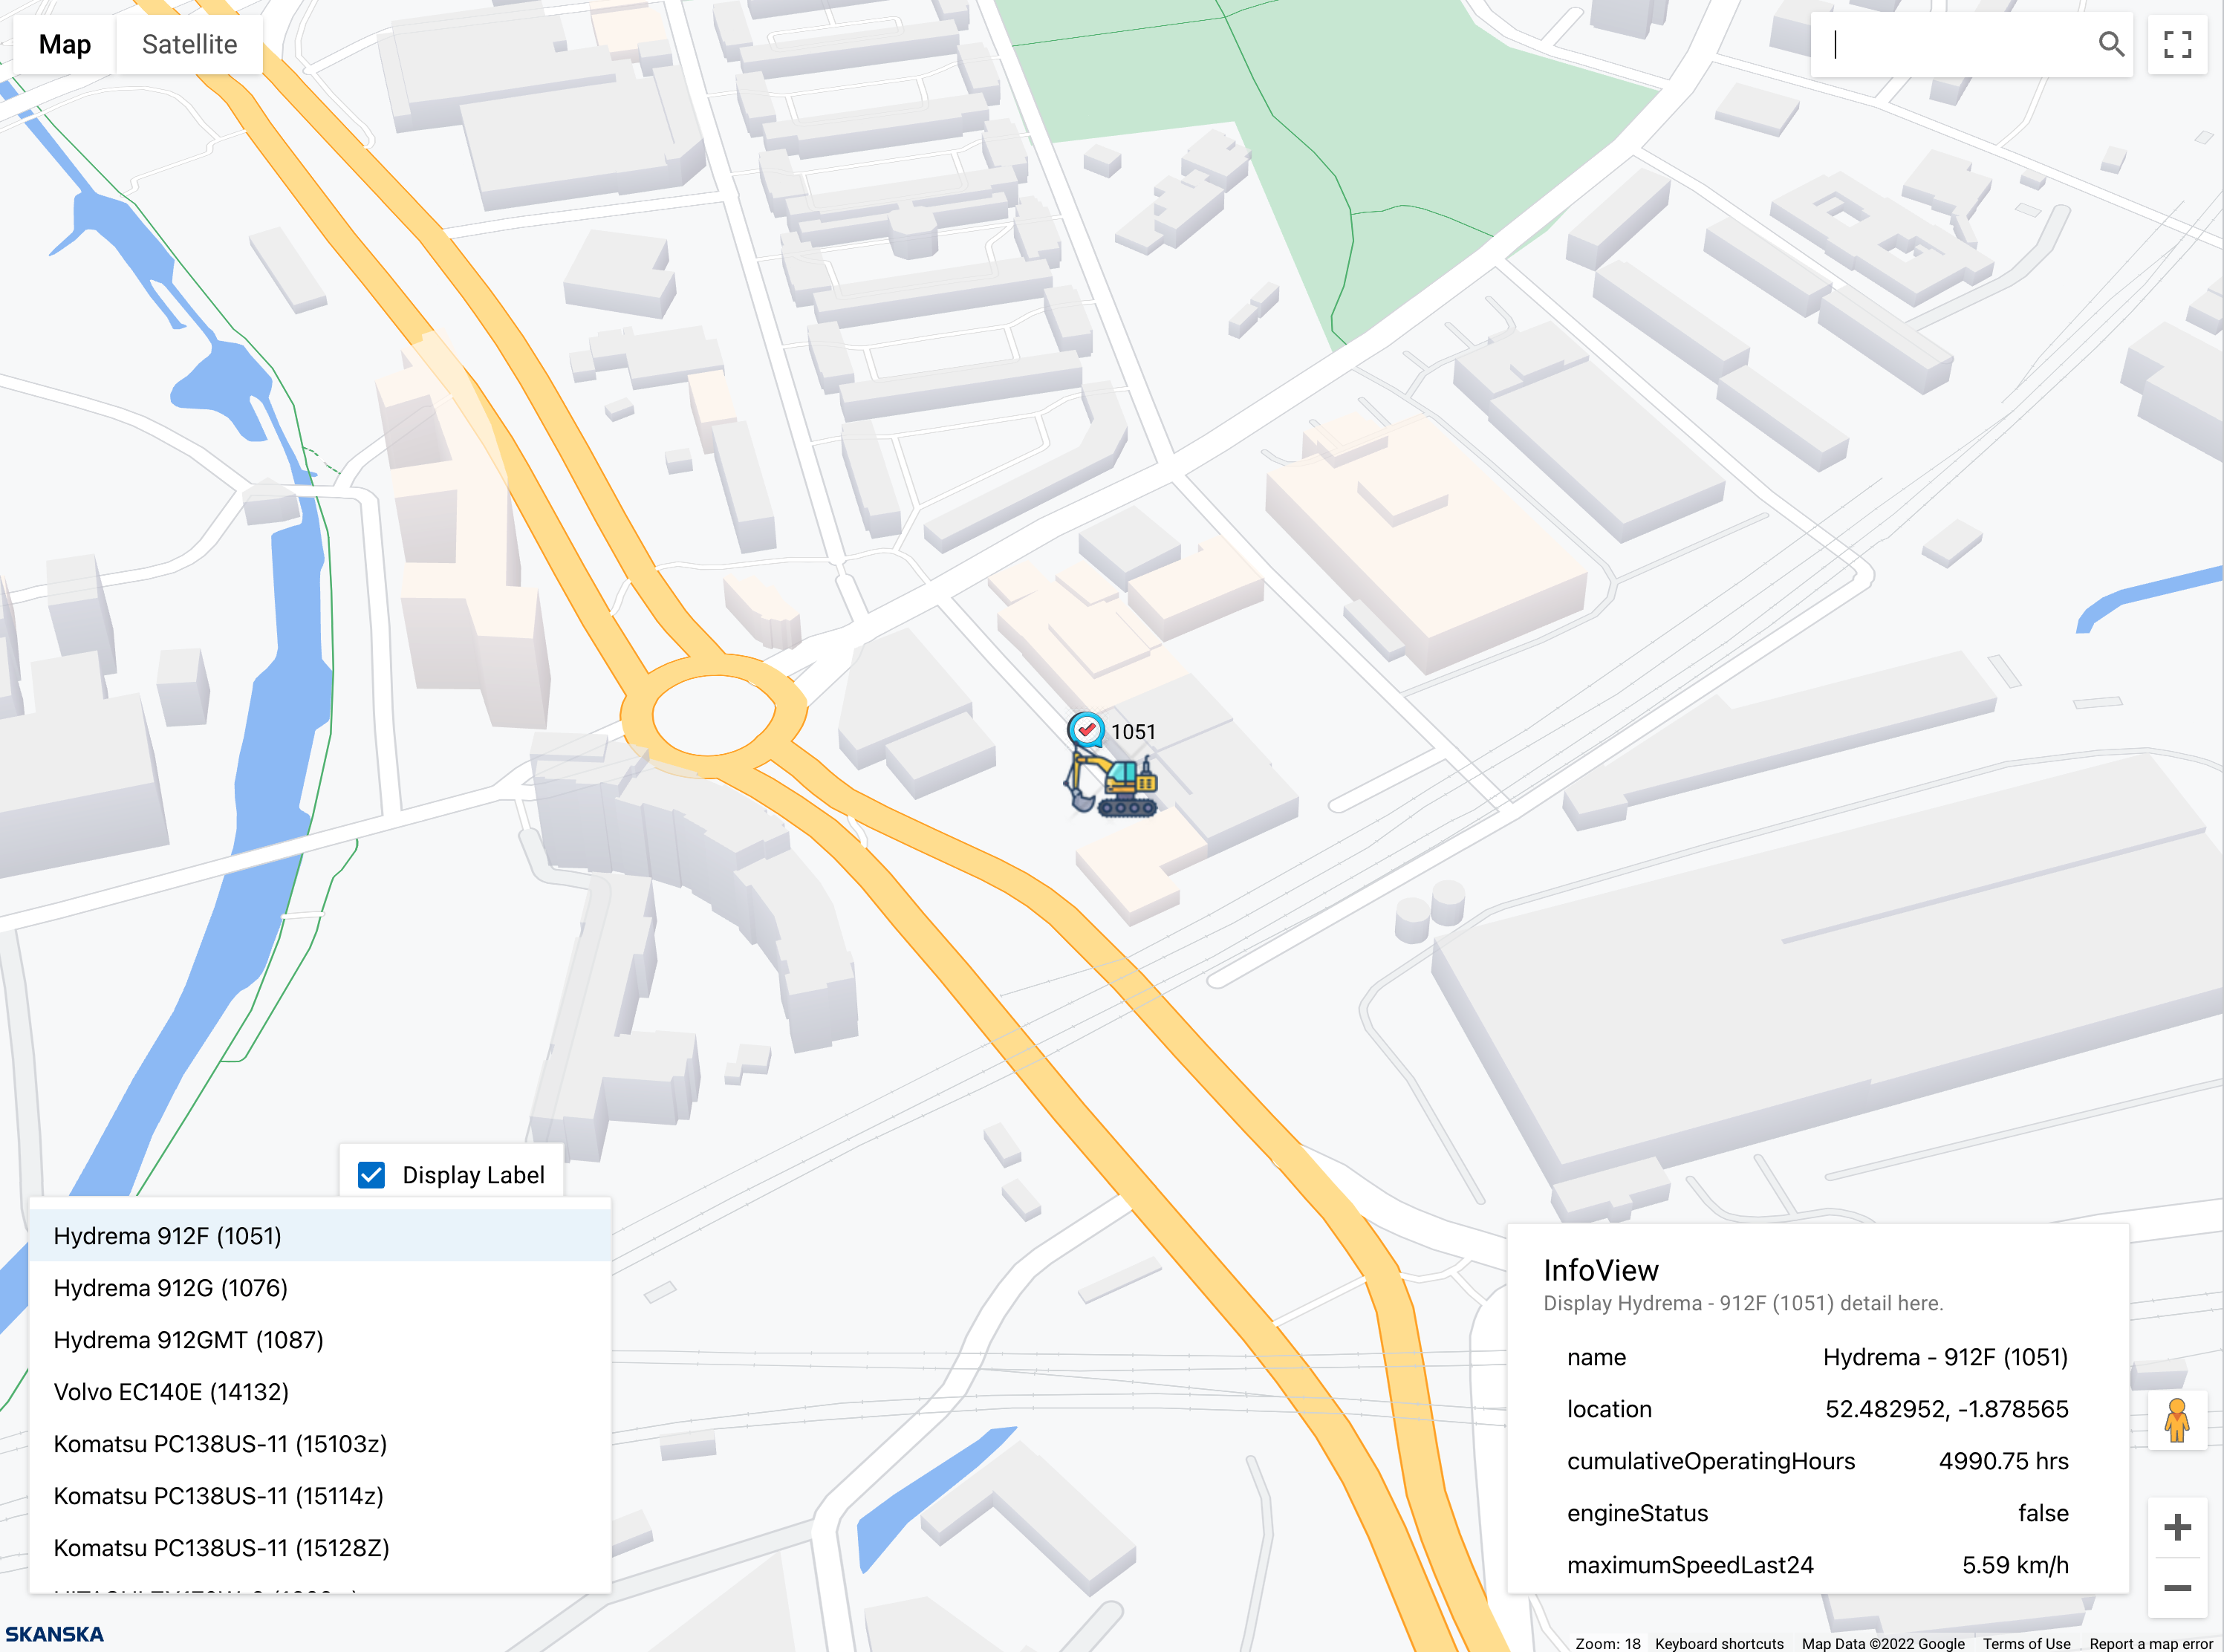 Map
Satellite
1051
Display Label
Hydrema 912F (1051)
Hydrema 912G (1076)
Hydrema 912GMT (1087)
Volvo EC140E (14132)
Komatsu PC138US-11 (15103z)
Komatsu PC138US-11 (15114z)
Komatsu PC138US-11 (15128Z)
InfoView
Display Hydrema - 912F (1051) detail here.
name Hydrema - 912F (1051)
location 52.482952, -1.878565
cumulativeOperatingHours 4990.75 hrs
engineStatus false
maximumSpeedLast24 5.59 km/h
SKANSKA
Zoom: 18 Keyboard shortcuts Map Data ©2022 Google Terms of Use Report a map error